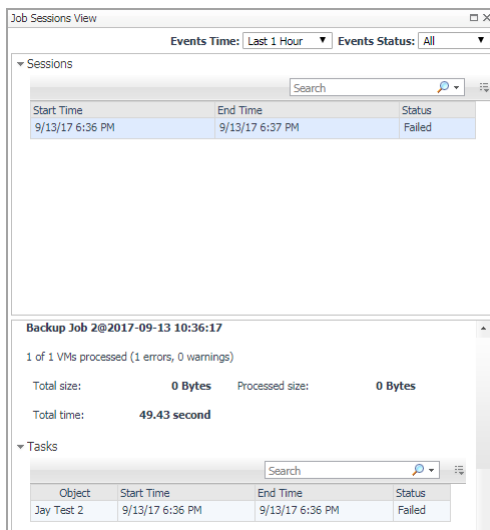 Job Sessions View
Events Time: Last 1 Hour Events Status: All
Sessions
Search
Start Time End Time Status
9/13/17 6:36 PM 9/13/17 6:37 PM Failed
Backup Job 2@2017-09-13 10:36:17
1 of 1 VMs processed (1 errors, 0 warnings)
Total size: 0 Bytes Processed size: 0 Bytes
Total time: 49.43 second
Tasks
Search
Object Start Time End Time Status
Jay Test 2 9/13/17 6:36 PM 9/13/17 6:36 PM Failed